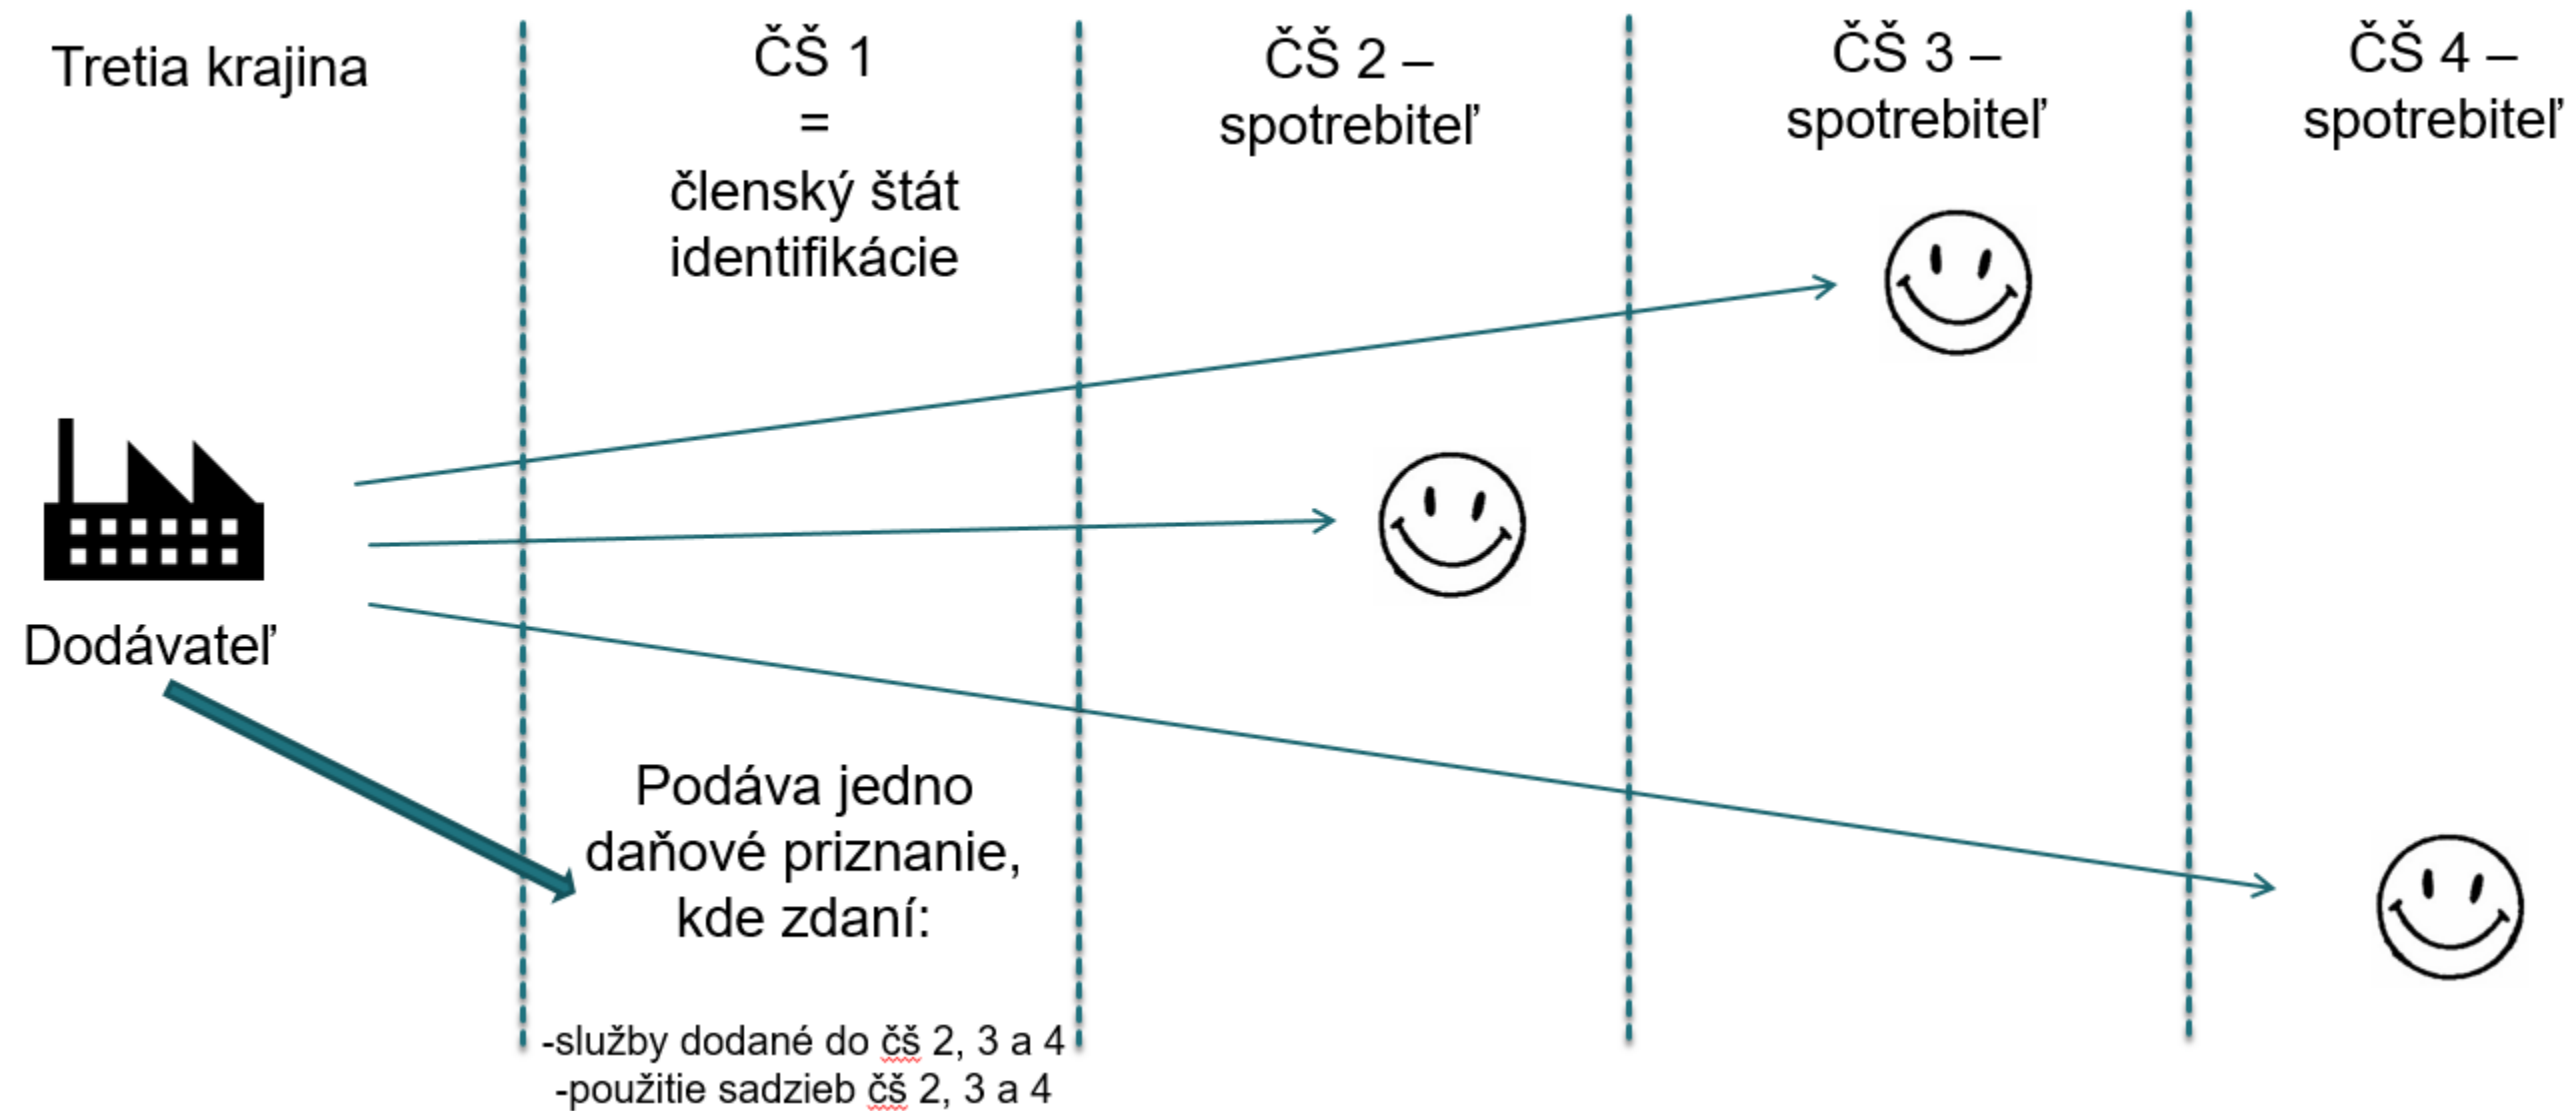 Tretia krajina
ČŠ 1
=
členský štát
identifikácie
ČŠ 2 –
spotrebiteľ
ČŠ 3 –
spotrebiteľ
ČŠ 4 –
spotrebiteľ
Dodávateľ
Podáva jedno
daňové priznanie,
kde zdaní:
-služby dodané do čš 2, 3 a 4
-použitie sadzieb čš 2, 3 a 4